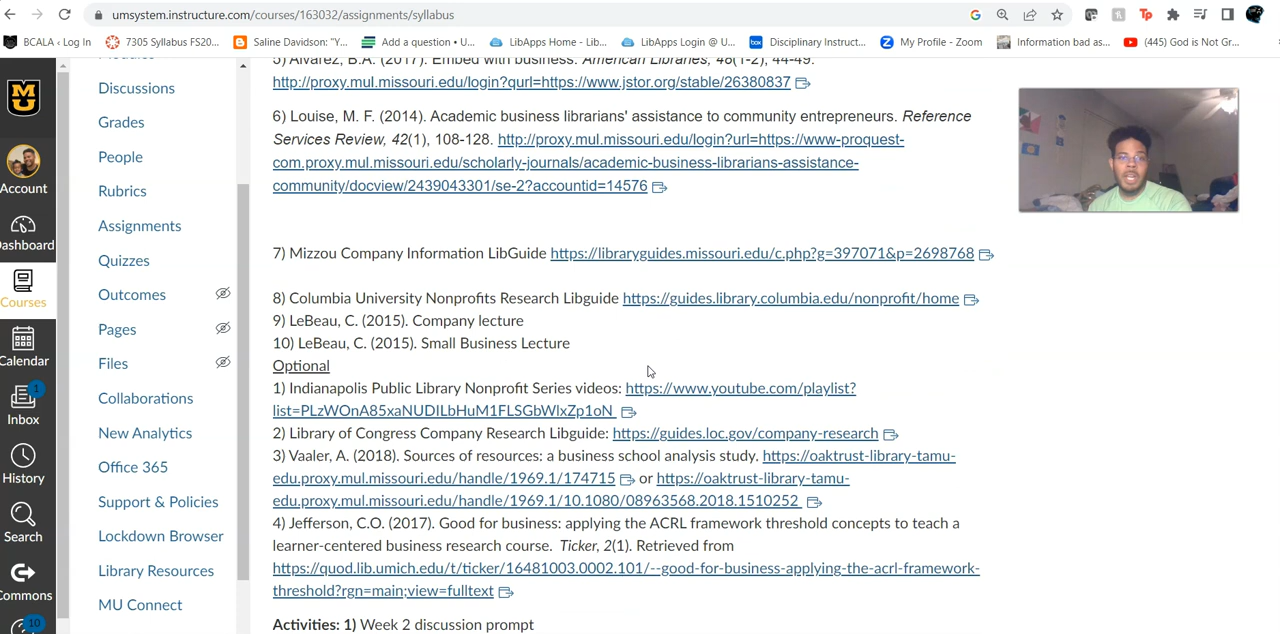 umsystem.instructure.com/courses/163032/assignments/syllabus
BCALA ‹ Log In
7305 Syllabus FS20...
Saline Davidson: "Y...
Add a question • U...
LibApps Home - Lib...
LibApps Login @ U...
box
Disciplinary Instruct...
My Profile - Zoom
Information bad as...
(445) God is Not Gr...
Account
Dashboard
Courses
Calendar
1
Inbox
History
Search
Commons
10
Modules
Discussions
Grades
People
Rubrics
Assignments
Quizzes
Outcomes
Pages
Files
Collaborations
New Analytics
Office 365
Support & Policies
Lockdown Browser
Library Resources
MU Connect
5) Alvarez, B.A. (2017). Embed with business. American Libraries, 48(1-2), 44-49.
http://proxy.mul.missouri.edu/login?qurl=https://www.jstor.org/stable/26380837
6) Louise, M. F. (2014). Academic business librarians' assistance to community entrepreneurs. Reference
Services Review, 42(1), 108-128. http://proxy.mul.missouri.edu/login?url=https://www-proquest-
com.proxy.mul.missouri.edu/scholarly-journals/academic-business-librarians-assistance-
community/docview/2439043301/se-2?accountid=14576
7) Mizzou Company Information LibGuide https://libraryguides.missouri.edu/c.php?g=397071&p=2698768
8) Columbia University Nonprofits Research Libguide https://guides.library.columbia.edu/nonprofit/home
9) LeBeau, C. (2015). Company lecture
10) LeBeau, C. (2015). Small Business Lecture
Optional
1) Indianapolis Public Library Nonprofit Series videos: https://www.youtube.com/playlist?
list=PLzWOnA85xaNUDILbHuM1FLSGbWlxZp1oN
2) Library of Congress Company Research Libguide: https://guides.loc.gov/company-research
3) Vaaler, A. (2018). Sources of resources: a business school analysis study. https://oaktrust-library-tamu-
edu.proxy.mul.missouri.edu/handle/1969.1/174715 or https://oaktrust-library-tamu-
edu.proxy.mul.missouri.edu/handle/1969.1/10.1080/08963568.2018.1510252
4) Jefferson, C.O. (2017). Good for business: applying the ACRL framework threshold concepts to teach a
learner-centered business research course. Ticker, 2(1). Retrieved from
https://quod.lib.umich.edu/t/ticker/16481003.0002.101/--good-for-business-applying-the-acrl-framework-
threshold?rgn=main;view=fulltext
Activities: 1) Week 2 discussion prompt